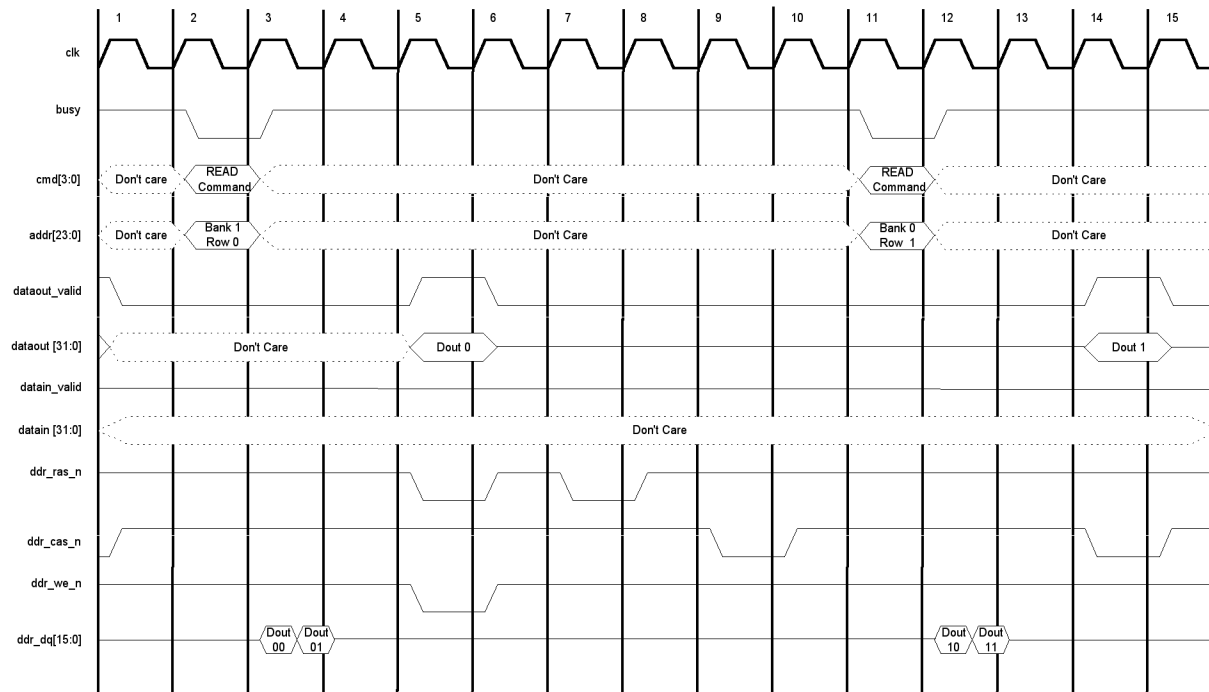 1 2 3 4 5 6 7 8 9 10 11 12 13 14 15
clk
busy
cmd[3:0] Don't care READ Command Don't Care READ Command Don't Care
addr[23:0] Don't care Bank 1 Row 0 Don't Care Bank 0 Row 1 Don't Care
dataout_valid
dataout [31:0] Don't Care Dout 0 Dout 1
datain_valid
datain [31:0] Don't Care
ddr_ras_n
ddr_cas_n
ddr_we_n
ddr_dq[15:0] Dout 00 Dout 01 Dout 10 Dout 11